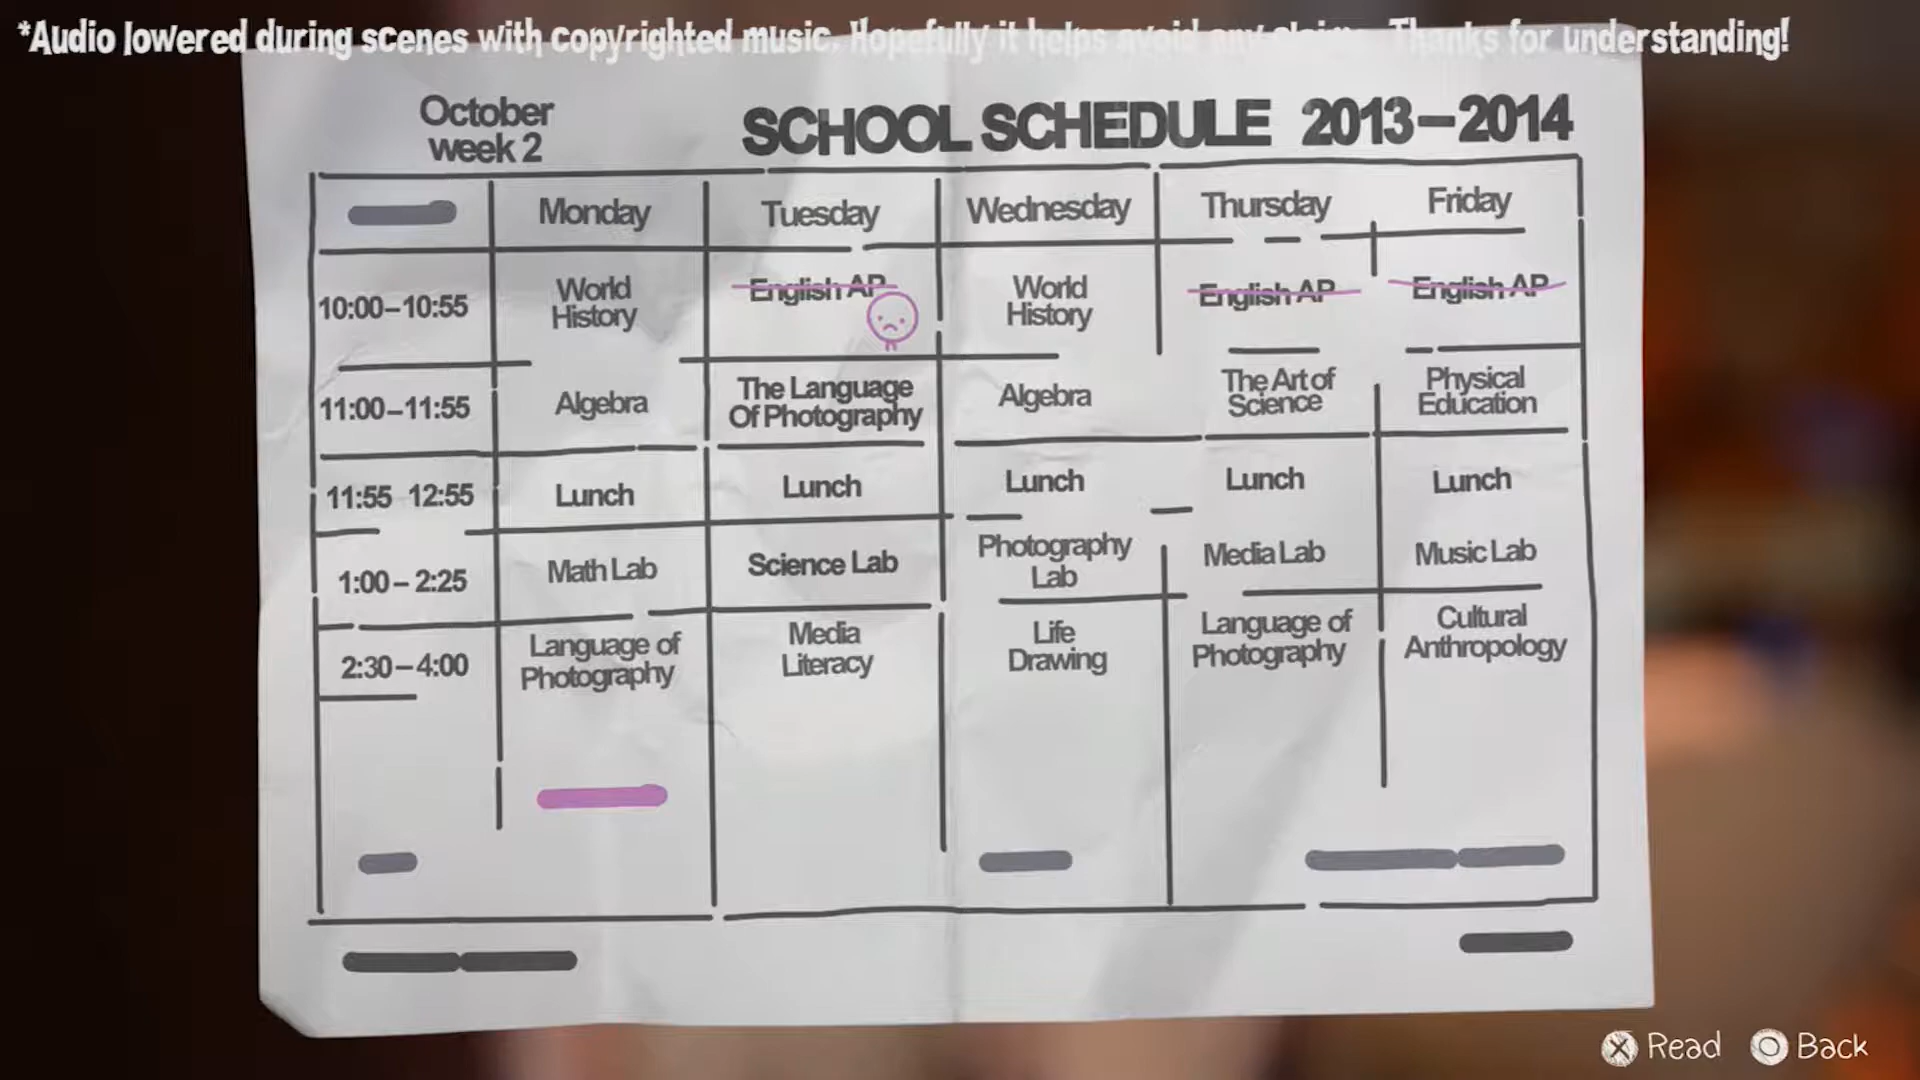 *Audio lowered during scenes with copyrighted music. Hopefully it helps avoid any claims. Thanks for understanding!
October
week 2
SCHOOL SCHEDULE 2013-2014
Monday Tuesday Wednesday Thursday Friday
10:00-10:55
World
History
English AP
World
History
English AP
English AP
11:00-11:55
Algebra
The Language
Of Photography
Algebra
The Art of
Science
Physical
Education
11:55 12:55
Lunch
Lunch
Lunch
Lunch
Lunch
1:00-2:25
Math Lab
Science Lab
Photography
Lab
Media Lab
Music Lab
2:30-4:00
Language of
Photography
Media
Literacy
Life
Drawing
Language of
Photography
Cultural
Anthropology
Read
Back